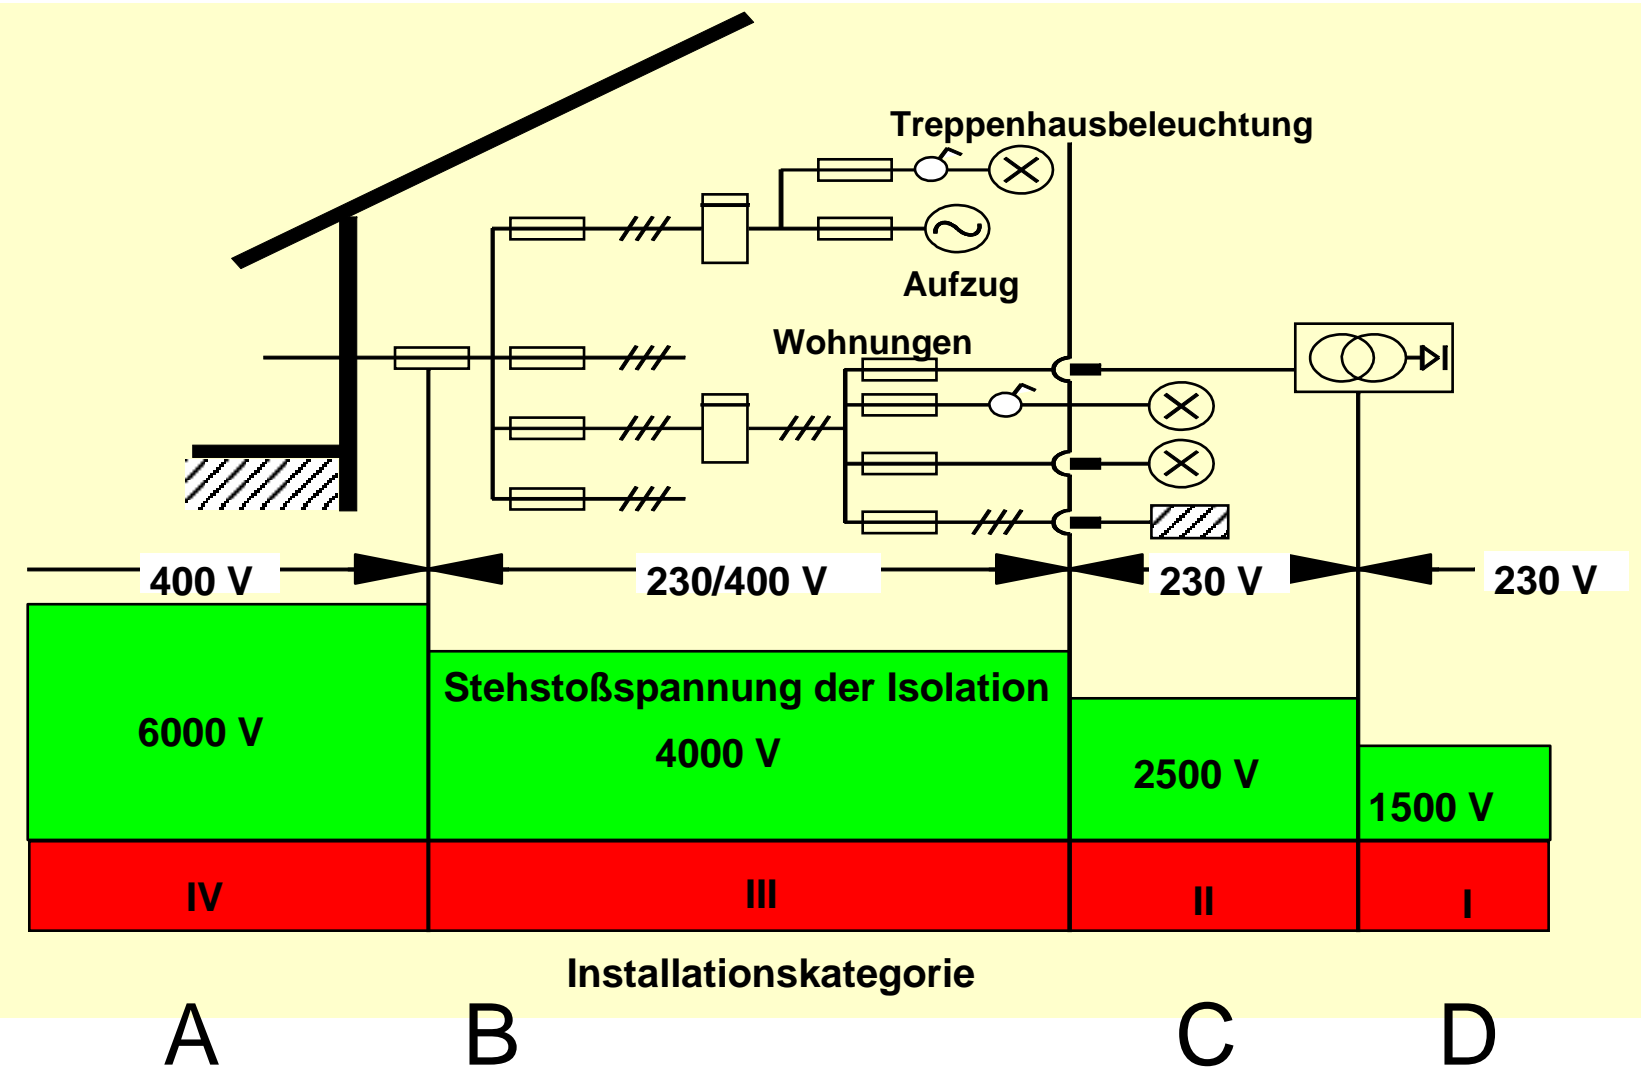 Treppenhausbeleuchtung
Aufzug
Wohnungen
400 V
230/400 V
230 V
230 V
Stehstoßspannung der Isolation
6000 V
4000 V
2500 V
1500 V
IV
III
II
I
Installationskategorie
A
B
C
D